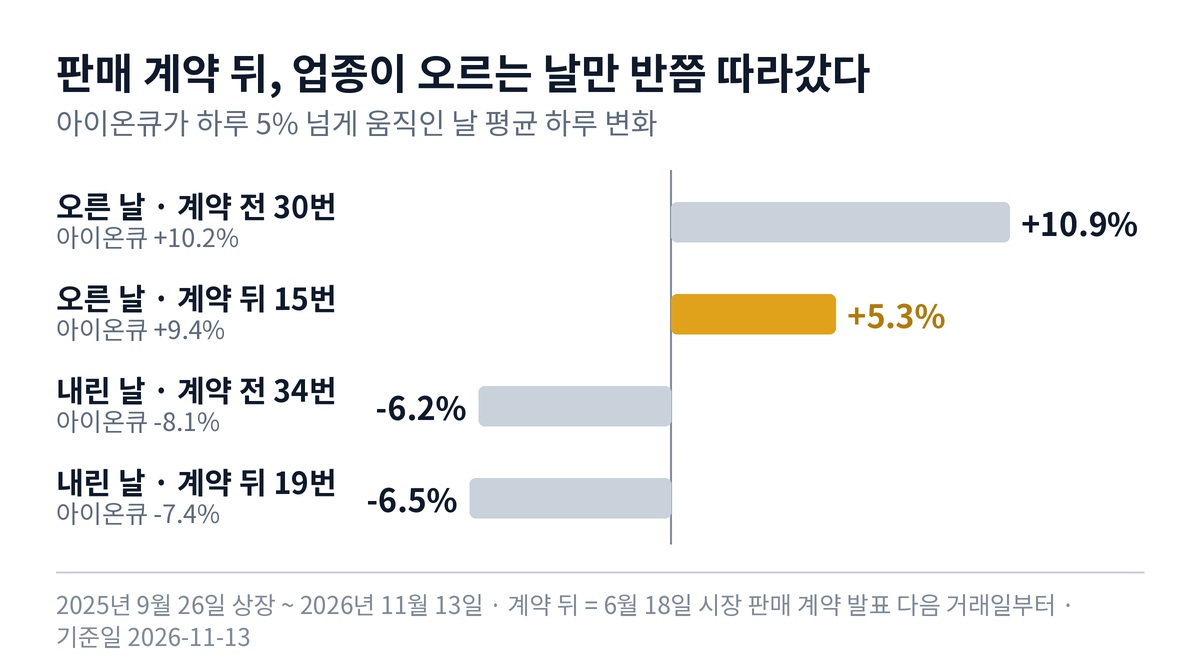 판매 계약 뒤, 업종이 오르는 날만 반쯤 따라갔다
아이온큐가 하루 5% 넘게 움직인 날 평균 하루 변화
오른 날 · 계약 전 30번
아이온큐 +10.2%
+10.9%
오른 날 · 계약 뒤 15번
아이온큐 +9.4%
+5.3%
내린 날 · 계약 전 34번
아이온큐 -8.1%
-6.2%
내린 날 · 계약 뒤 19번
아이온큐 -7.4%
-6.5%
2025년 9월 26일 상장 ~ 2026년 11월 13일 · 계약 뒤 = 6월 18일 시장 판매 계약 발표 다음 거래일부터 ·
기준일 2026-11-13